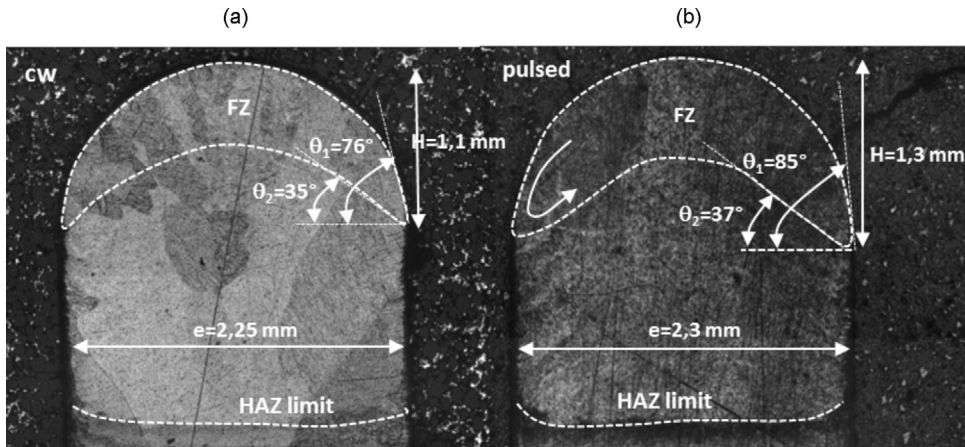 (a)
(b)
cw
FZ
θ₁=76°
θ₂=35°
H=1,1 mm
e=2,25 mm
HAZ limit
pulsed
FZ
θ₁=85°
θ₂=37°
H=1,3 mm
e=2,3 mm
HAZ limit